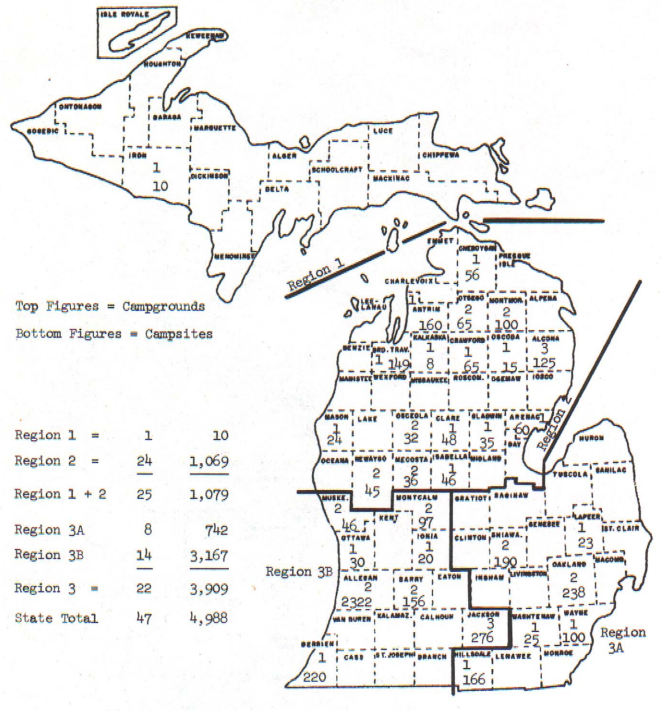 ISLE ROYALE
KEWEENAW
HOUGHTON
ONTONAGON
BARAGA
GOGEBIC
MARQUETTE
LUCE
IRON
1
10
ALGER
CHIPPEWA
DICKINSON
SCHOOLCRAFT
MACKINAC
DELTA
MENOMINEE
Region 1
EMMET
CHEBOYGAN
1
56
PRESQUE
ISLE
CHARLEVOIX
Top Figures = Campgrounds
Bottom Figures = Campsites
LEE-
LANAU
1
ANTRIM
160
OTSEGO
2
65
MONTMOR.
2
100
ALPENA
BENZIE
GRD. TRAV.
1 149
KALKASKA
1
8
CRAWFORD
1
65
OSCODA
1
15
ALCONA
3
125
MANISTEE
WEXFORD
MISSAUKEE
ROSCOM.
OGEMAW
IOSCO
MASON
1
24
LAKE
OSCEOLA
2
32
CLARE
1
48
GLADWIN
1
35
ARENAC
1
60
BAY
Region 2
HURON
OCEANA
NEWAYGO
2
45
MECOSTA
2
36
ISABELLA
1
46
MIDLAND
TUSCOLA
SANILAC
Region 1 = 1 10
Region 2 = 24 1,069
Region 1 + 2 25 1,079
Region 3A 8 742
Region 3B 14 3,167
Region 3 = 22 3,909
State Total 47 4,988
MUSKE.
2
46
MONTCALM
2
97
GRATIOT
SAGINAW
KENT
OTTAWA
1
30
IONIA
1
20
CLINTON
SHIAWA.
2
190
GENESEE
LAPEER
1
23
ST. CLAIR
Region 3B
ALLEGAN
2
2322
BARRY
2
156
EATON
INGHAM
LIVINGSTON
OAKLAND
2
238
MACOMB
VAN BUREN
KALAMAZ.
CALHOUN
JACKSON
3
276
WASHTENAW
1
25
WAYNE
1
100
Region
3A
BERRIEN
1
220
CASS
ST. JOSEPH
BRANCH
HILLSDALE
1
166
LENAWEE
MONROE